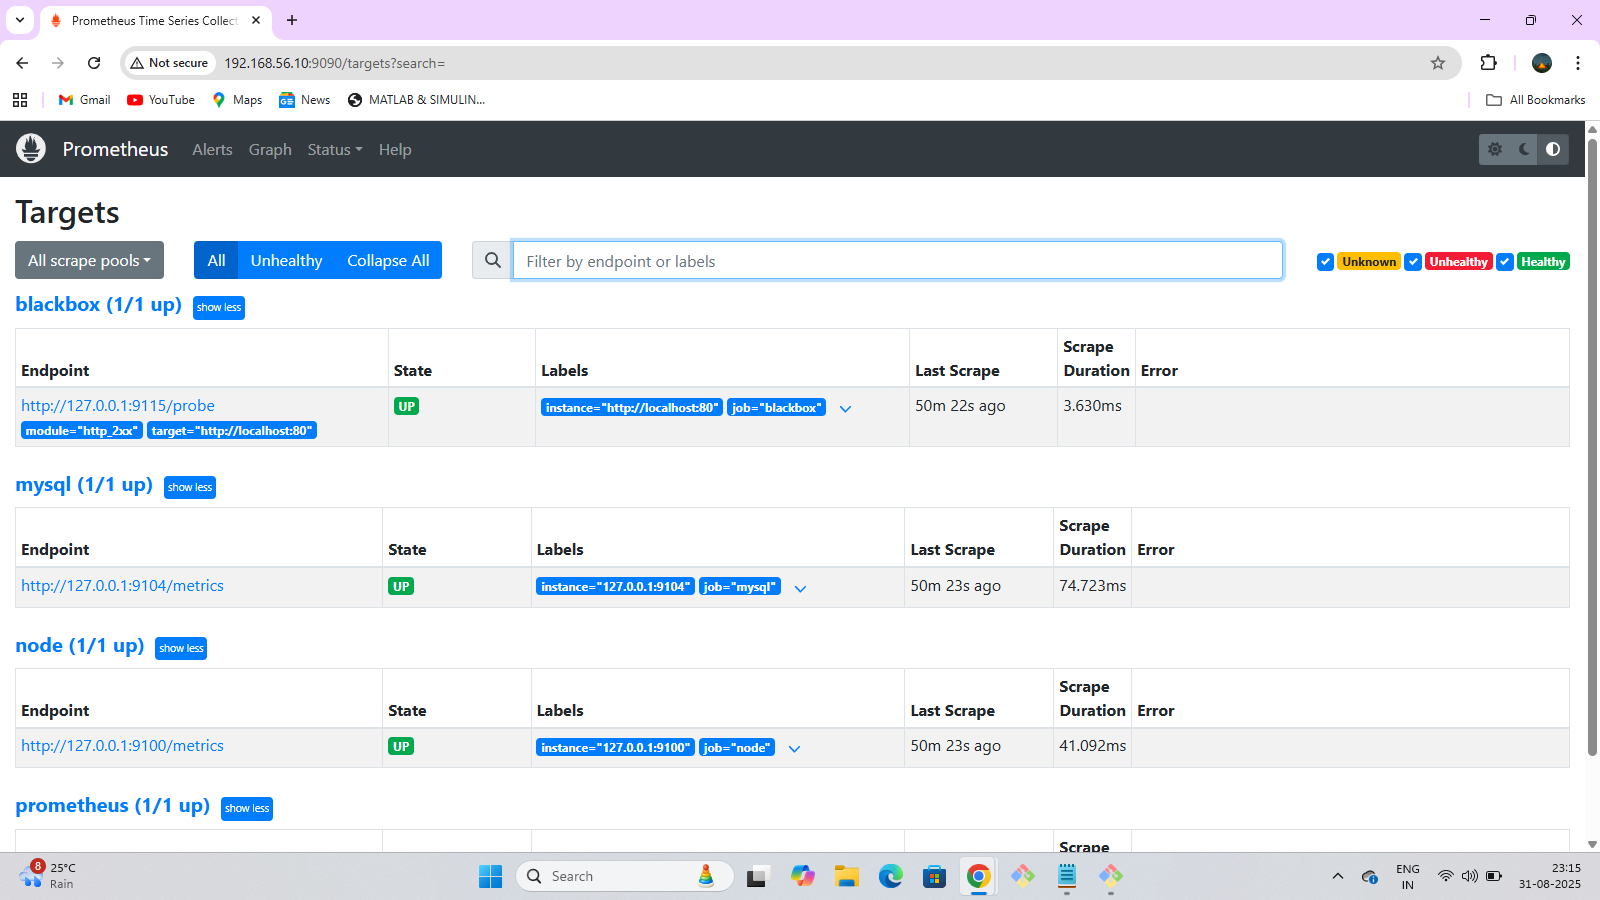 Prometheus Time Series Collect
Not secure
192.168.56.10:9090/targets?search=
Gmail
YouTube
Maps
News
MATLAB & SIMULIN...
All Bookmarks
Prometheus
Alerts
Graph
Status
Help
Targets
All scrape pools
All
Unhealthy
Collapse All
Filter by endpoint or labels
Unknown
Unhealthy
Healthy
blackbox (1/1 up)
show less
Endpoint
State
Labels
Last Scrape
Scrape
Duration
Error
http://127.0.0.1:9115/probe
module="http_2xx"
target="http://localhost:80"
UP
instance="http://localhost:80"
job="blackbox"
50m 22s ago
3.630ms
mysql (1/1 up)
show less
Endpoint
State
Labels
Last Scrape
Scrape
Duration
Error
http://127.0.0.1:9104/metrics
UP
instance="127.0.0.1:9104"
job="mysql"
50m 23s ago
74.723ms
node (1/1 up)
show less
Endpoint
State
Labels
Last Scrape
Scrape
Duration
Error
http://127.0.0.1:9100/metrics
UP
instance="127.0.0.1:9100"
job="node"
50m 23s ago
41.092ms
prometheus (1/1 up)
show less
Scrape
8
25°C
Rain
Search
ENG
IN
23:15
31-08-2025